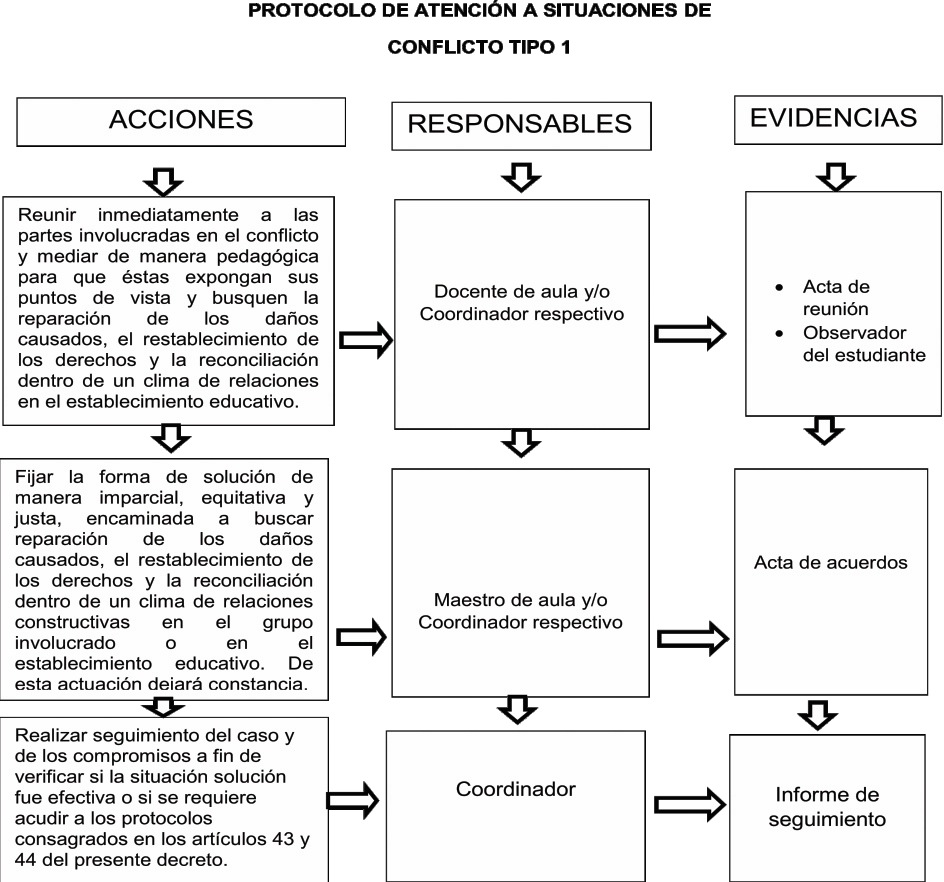 PROTOCOLO DE ATENCIÓN A SITUACIONES DE
CONFLICTO TIPO 1
ACCIONES
RESPONSABLES
EVIDENCIAS
Reunir inmediatamente a las
partes involucradas en el conflicto
y mediar de manera pedagógica
para que éstas expongan sus
puntos de vista y busquen la
reparación de los daños
causados, el restablecimiento de
los derechos y la reconciliación
dentro de un clima de relaciones
en el establecimiento educativo.
Docente de aula y/o
Coordinador respectivo
• Acta de
reunión
• Observador
del estudiante
Fijar la forma de solución de
manera imparcial, equitativa y
justa, encaminada a buscar
reparación de los daños
causados, el restablecimiento de
los derechos y la reconciliación
dentro de un clima de relaciones
constructivas en el grupo
involucrado o en el
establecimiento educativo. De
esta actuación dejará constancia.
Maestro de aula y/o
Coordinador respectivo
Acta de acuerdos
Realizar seguimiento del caso y
de los compromisos a fin de
verificar si la situación solución
fue efectiva o si se requiere
acudir a los protocolos
consagrados en los artículos 43 y
44 del presente decreto.
Coordinador
Informe de
seguimiento